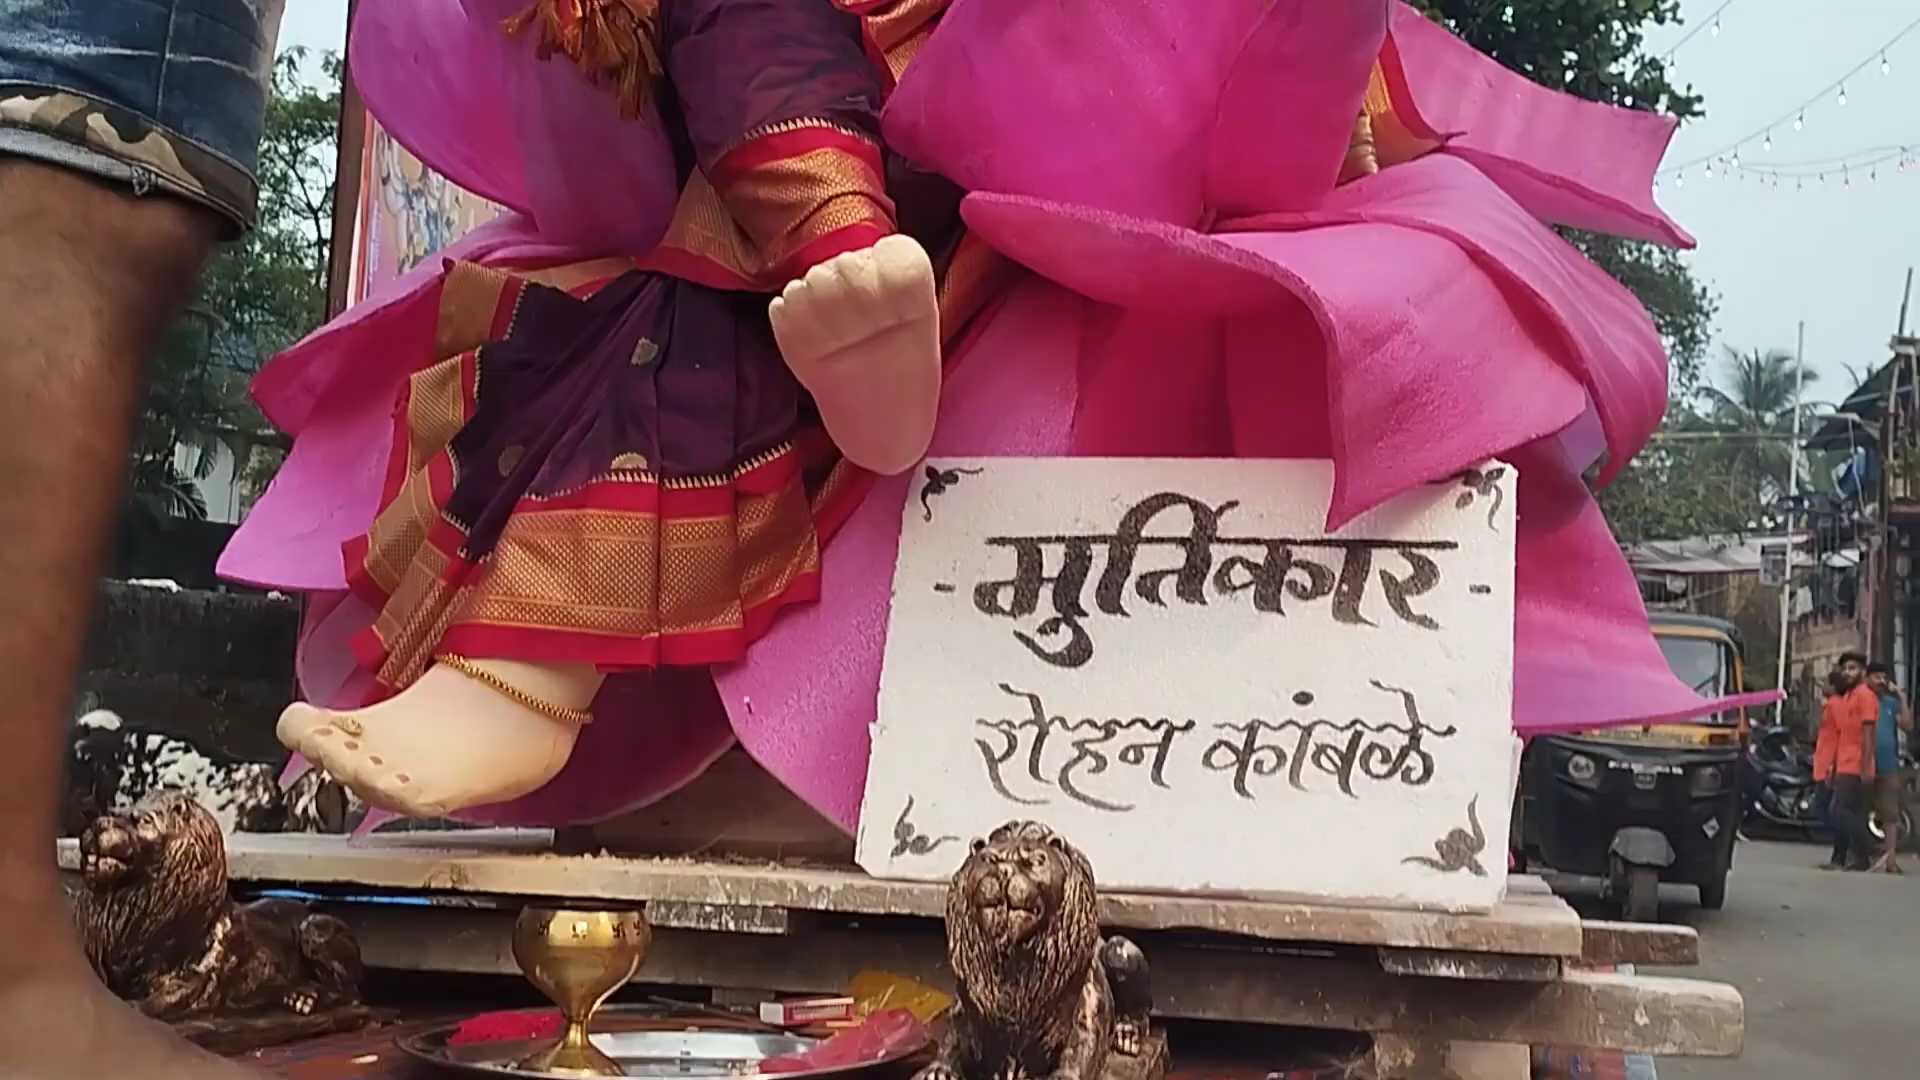 - मुर्तिकार -
रोहन कांबळे